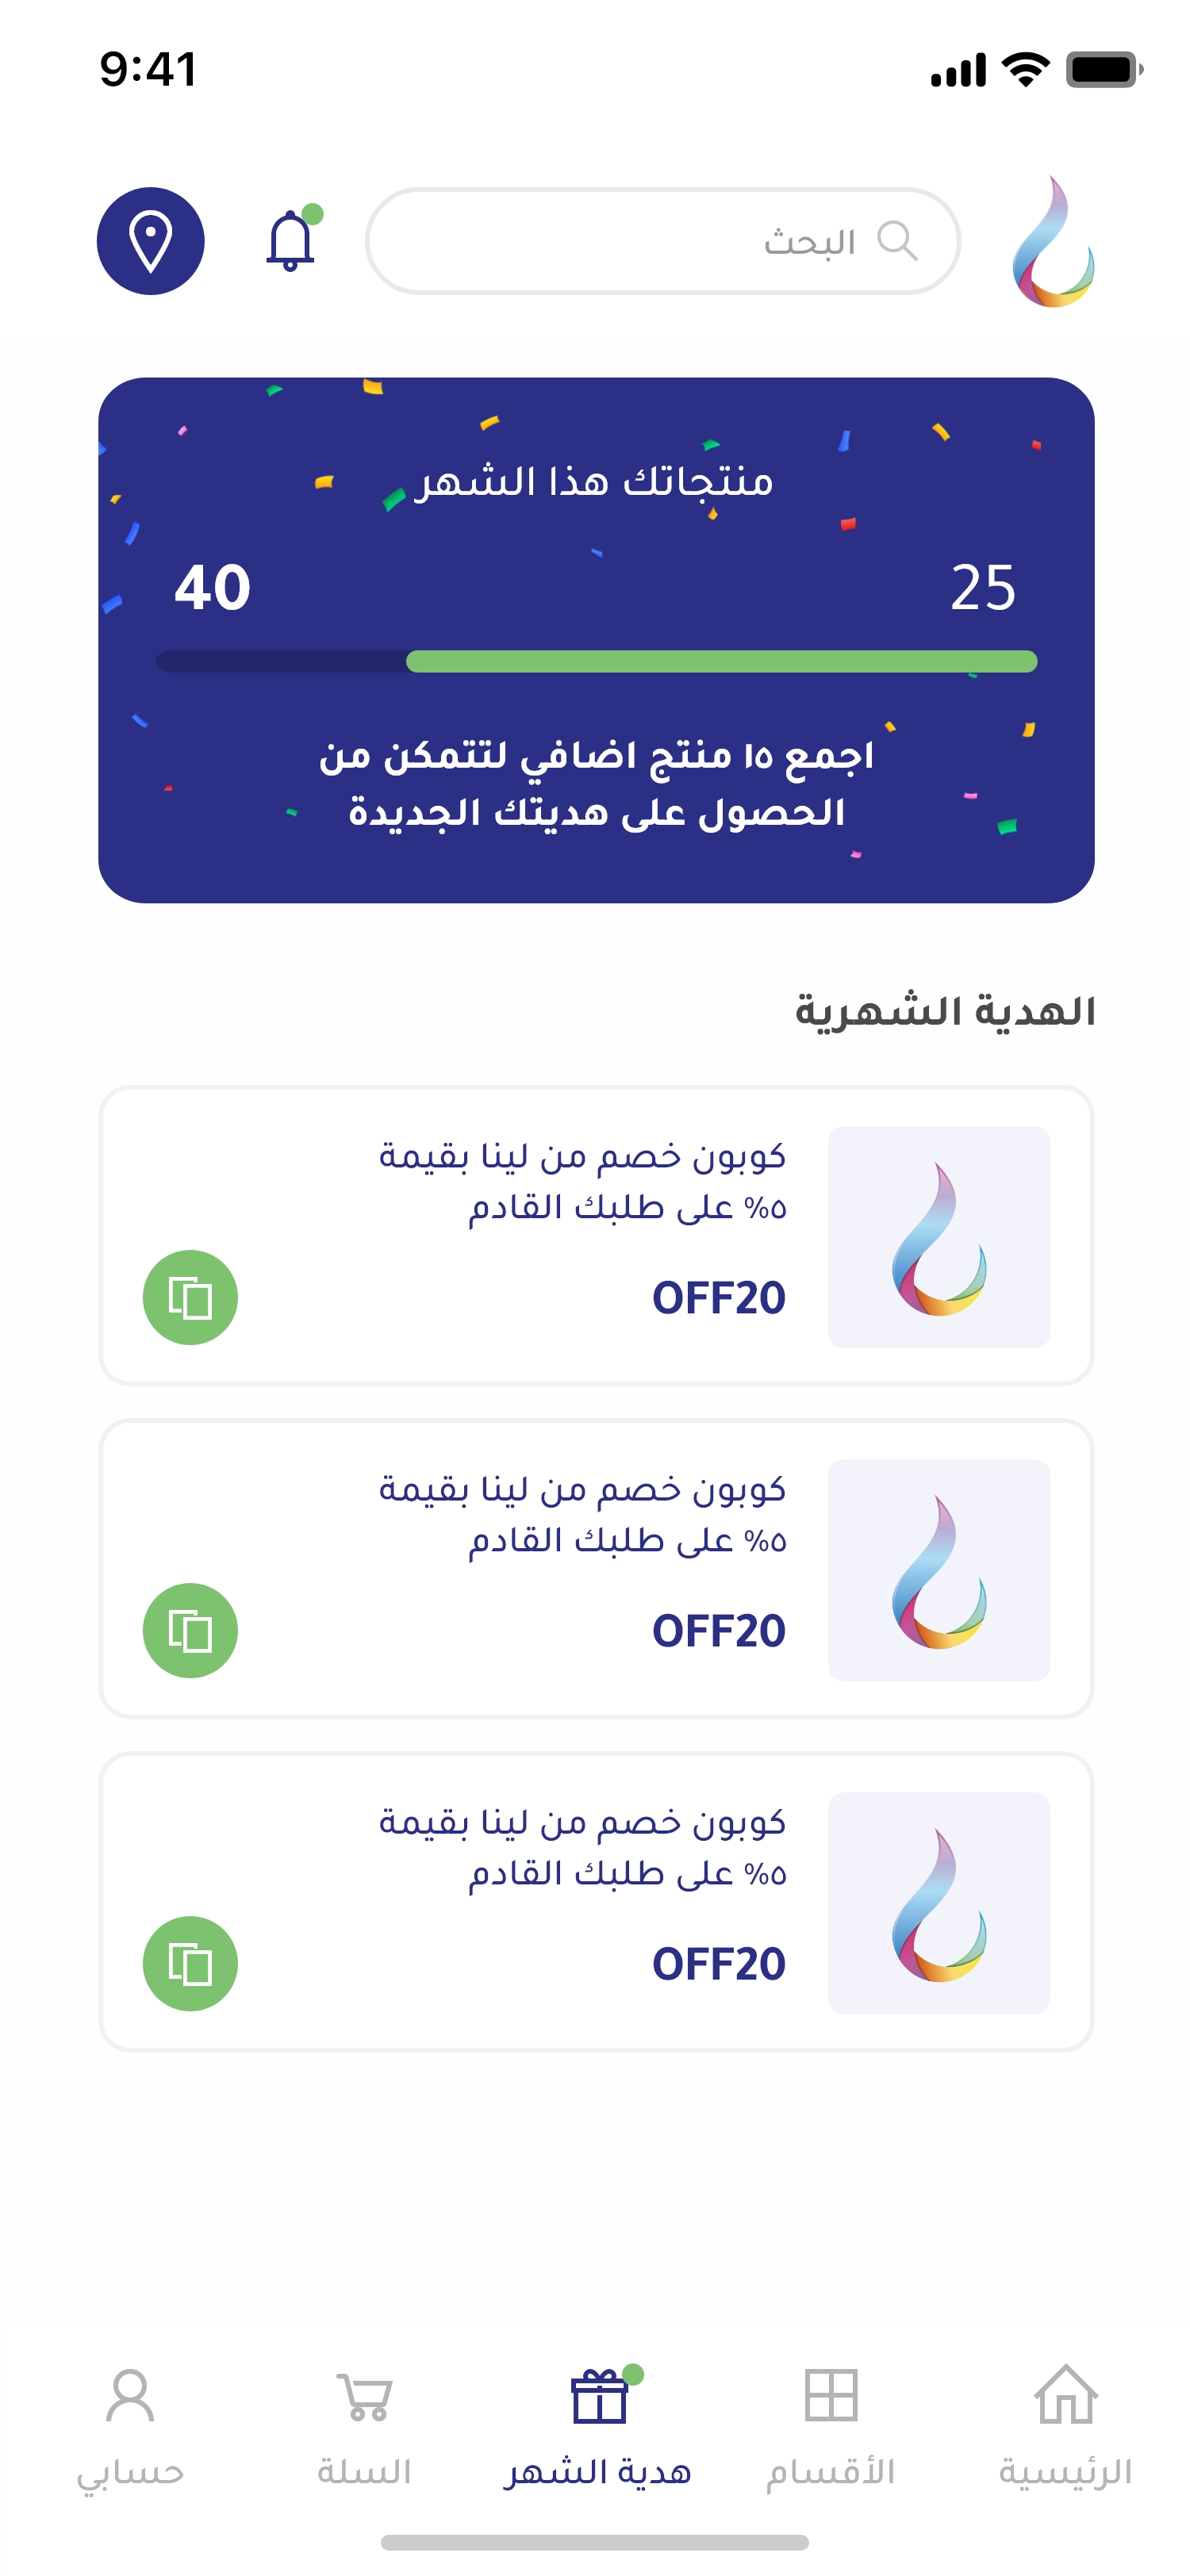 9:41
البحث
منتجاتك هذا الشهر
25
40
اجمع ١٥ منتج اضافي لتتمكن من
الحصول على هديتك الجديدة
الهدية الشهرية
كوبون خصم من لينا بقيمة
٥% على طلبك القادم
OFF20
كوبون خصم من لينا بقيمة
٥% على طلبك القادم
OFF20
كوبون خصم من لينا بقيمة
٥% على طلبك القادم
OFF20
الرئيسية
الأقسام
هدية الشهر
السلة
حسابي